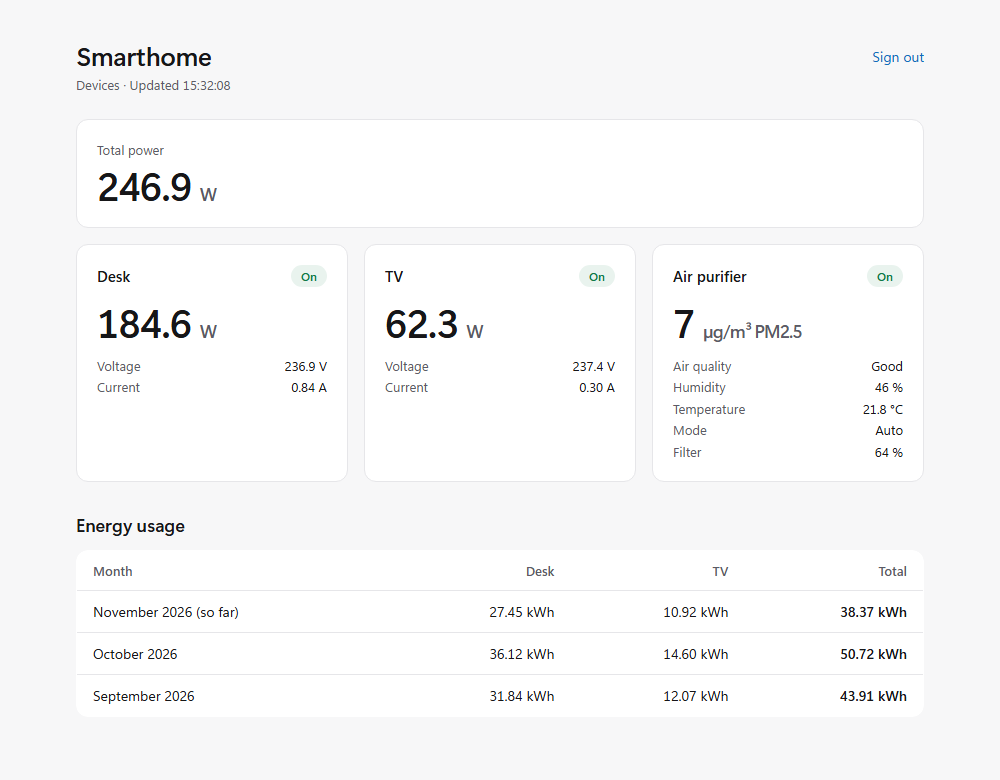 Smarthome
Sign out
Devices · Updated 15:32:08
Total power
246.9 W
Desk On
184.6 W
Voltage 236.9 V
Current 0.84 A
TV On
62.3 W
Voltage 237.4 V
Current 0.30 A
Air purifier On
7 µg/m³ PM2.5
Air quality Good
Humidity 46 %
Temperature 21.8 °C
Mode Auto
Filter 64 %
Energy usage
Month Desk TV Total
November 2026 (so far) 27.45 kWh 10.92 kWh 38.37 kWh
October 2026 36.12 kWh 14.60 kWh 50.72 kWh
September 2026 31.84 kWh 12.07 kWh 43.91 kWh